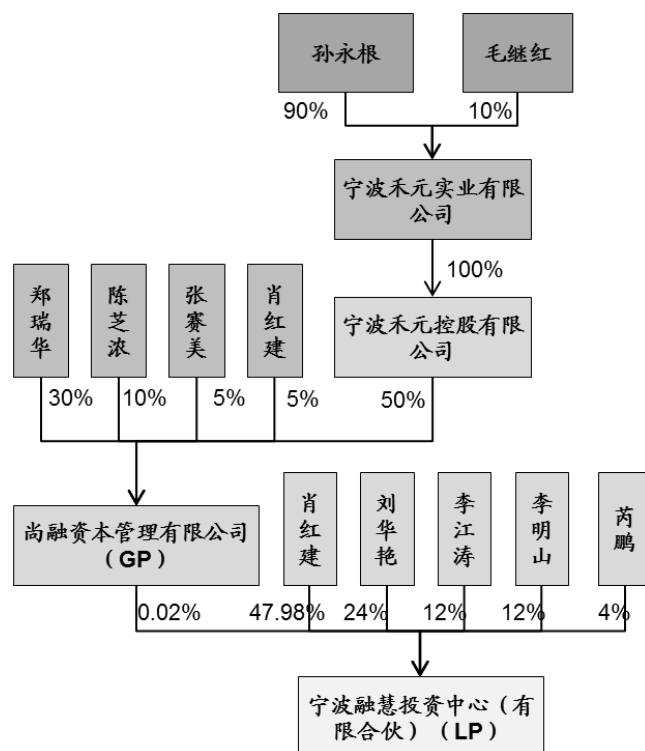 孙永根
毛继红
90%
10%
宁波禾元实业有限
公司
100%
郑瑞华
陈芝浓
张赛美
肖红建
宁波禾元控股有限
公司
30%
10%
5%
5%
50%
尚融资本管理有限公司
（GP）
肖红建
刘华艳
李江涛
李明山
芮鹏
0.02%
47.98%
24%
12%
12%
4%
宁波融慧投资中心（有
限合伙）（LP）